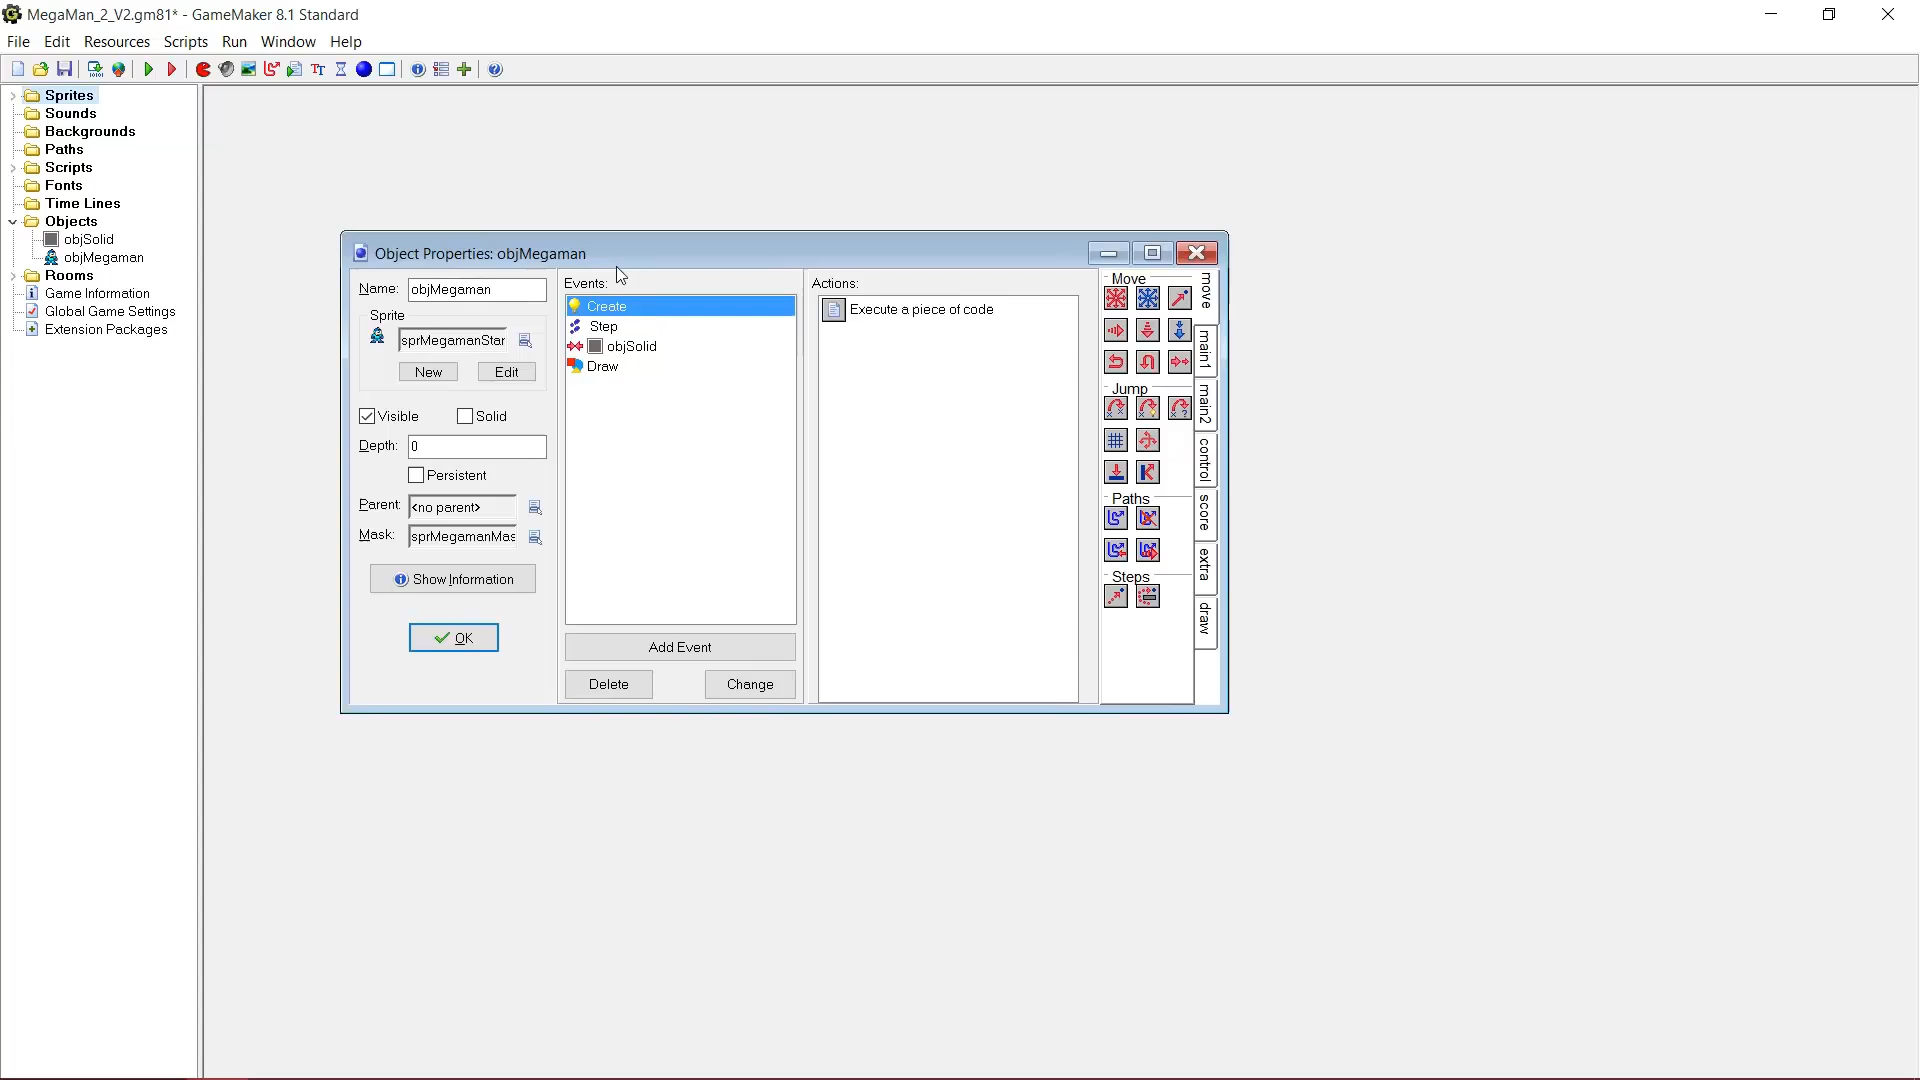 MegaMan_2_V2.gm81* - GameMaker 8.1 Standard
File Edit Resources Scripts Run Window Help
Sprites
Sounds
Backgrounds
Paths
Scripts
Fonts
Time Lines
Objects
objSolid
objMegaman
Rooms
Game Information
Global Game Settings
Extension Packages
Object Properties: objMegaman
Name: objMegaman
Sprite
sprMegamanStar
New Edit
Visible Solid
Depth: 0
Persistent
Parent: <no parent>
Mask: sprMegamanMas
Show Information
OK
Events:
Create
Step
objSolid
Draw
Add Event
Delete Change
Actions:
Execute a piece of code
Move
Jump
Paths
Steps
move
main1
main2
control
score
extra
draw